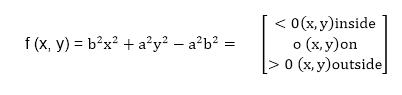 < 0(x,y)inside
f (x, y) = b²x² + a²y² − a²b² = o (x,y)on
> 0 (x,y)outside